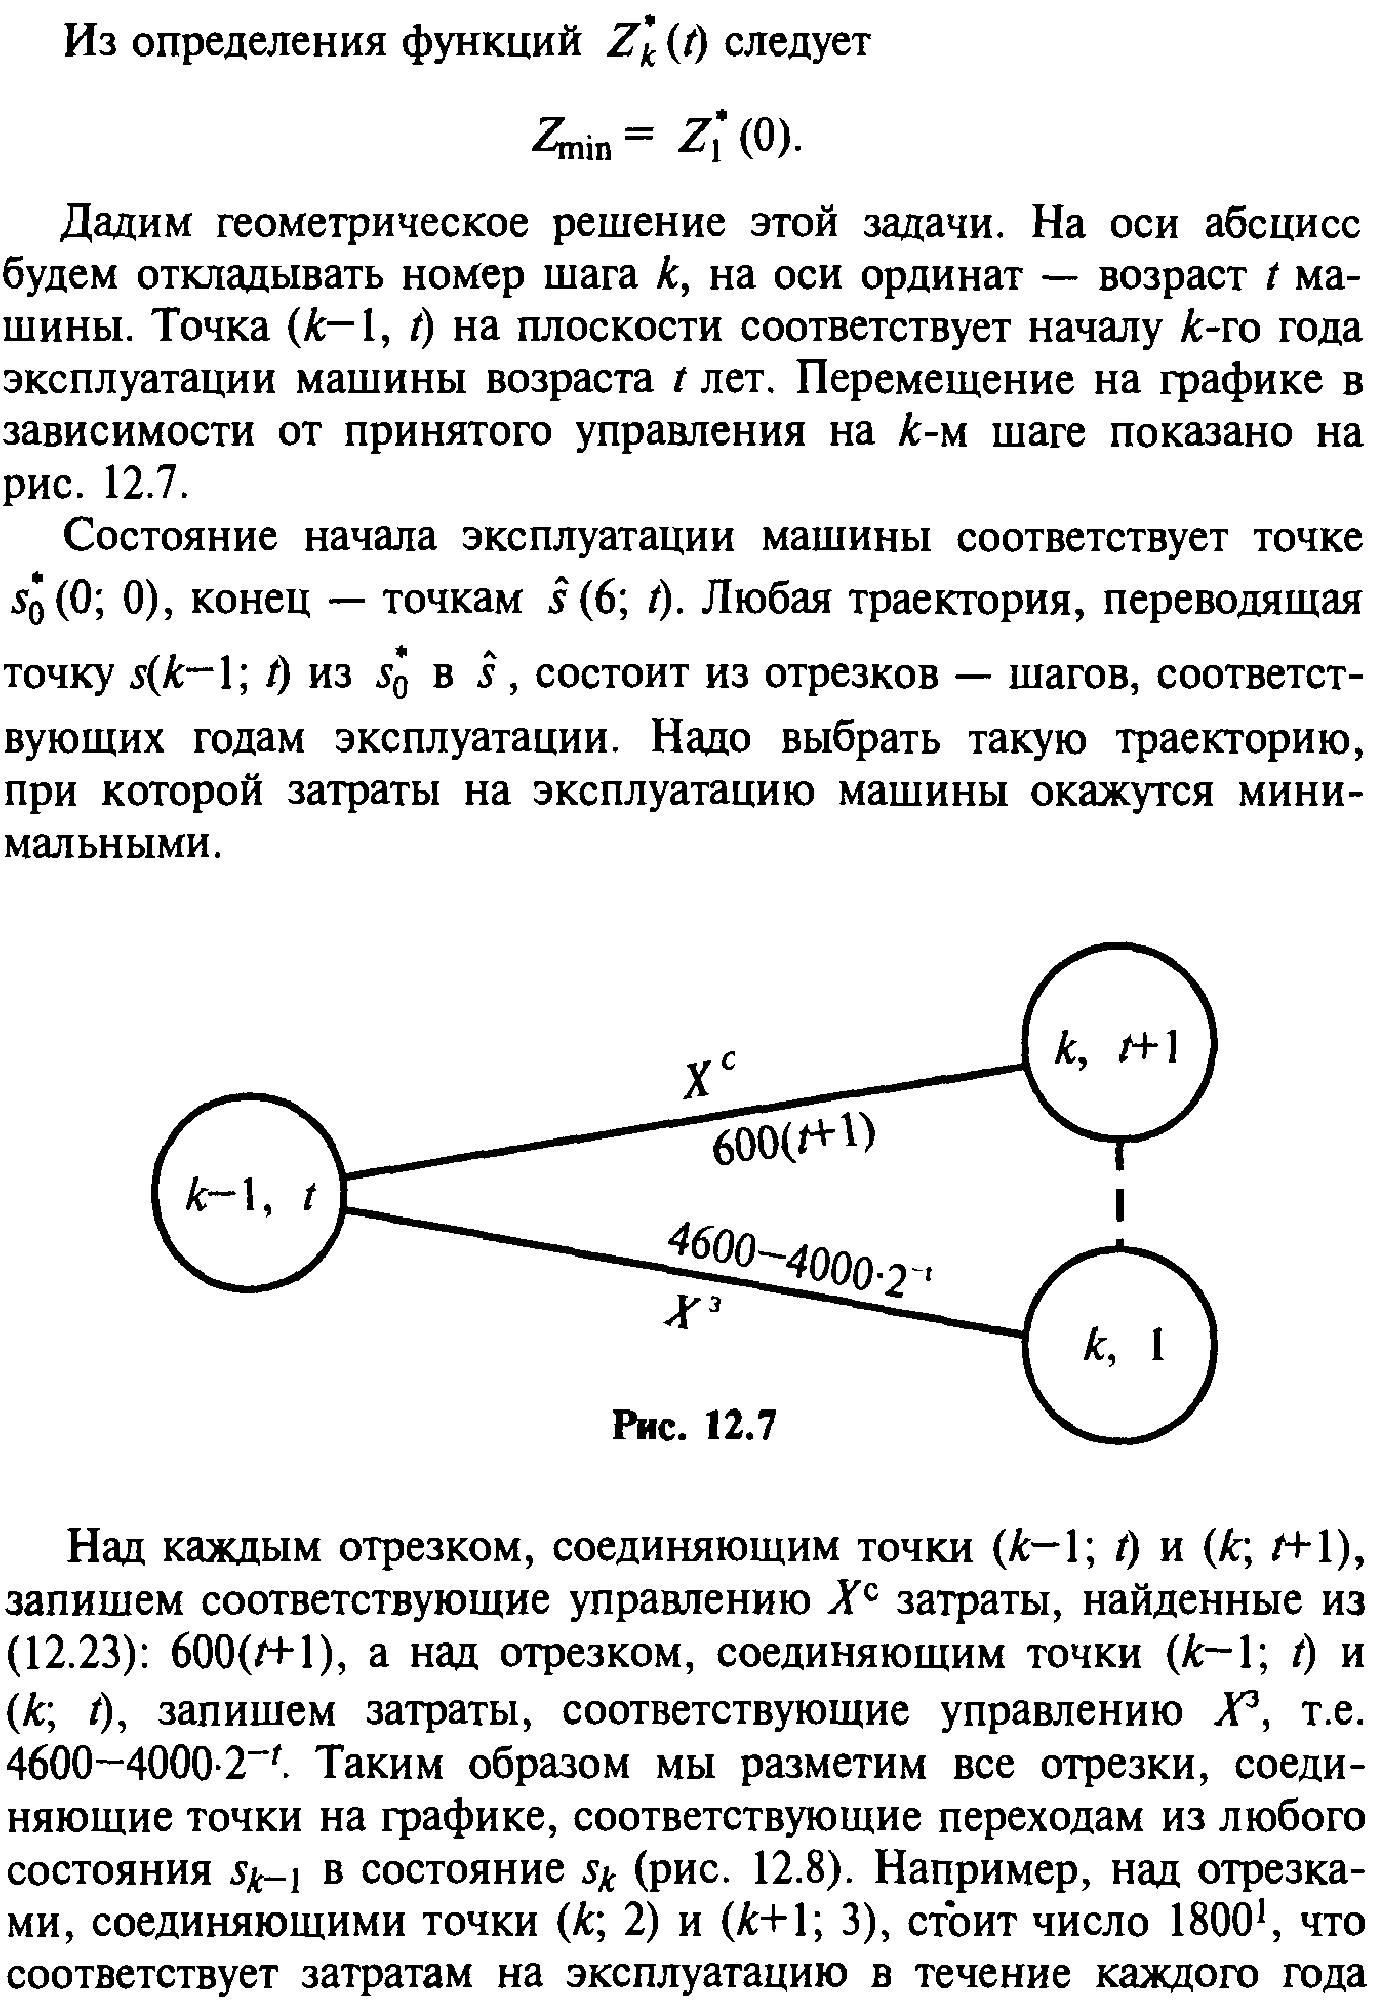 Из определения функций Z*k(t) следует
Zmin = Z*1(0).
Дадим геометрическое решение этой задачи. На оси абсцисс
будем откладывать номер шага k, на оси ординат — возраст t ма-
шины. Точка (k—1, t) на плоскости соответствует началу k-го года
эксплуатации машины возраста t лет. Перемещение на графике в
зависимости от принятого управления на k-м шаге показано на
рис. 12.7.
Состояние начала эксплуатации машины соответствует точке
s*0(0; 0), конец — точкам ŝ(6; t). Любая траектория, переводящая
точку s(k—1; t) из s*0 в ŝ, состоит из отрезков — шагов, соответст-
вующих годам эксплуатации. Надо выбрать такую траекторию,
при которой затраты на эксплуатацию машины окажутся мини-
мальными.
k, t+1
Xᶜ
600(t+1)
k—1, t
4600—4000·2⁻ᵗ
Xᶟ
k, 1
Рис. 12.7
Над каждым отрезком, соединяющим точки (k—1; t) и (k; t+1),
запишем соответствующие управлению Xᶜ затраты, найденные из
(12.23): 600(t+1), а над отрезком, соединяющим точки (k—1; t) и
(k; t), запишем затраты, соответствующие управлению Xᶟ, т.е.
4600—4000·2⁻ᵗ. Таким образом мы разметим все отрезки, соеди-
няющие точки на графике, соответствующие переходам из любого
состояния sk—1 в состояние sk (рис. 12.8). Например, над отрезка-
ми, соединяющими точки (k; 2) и (k+1; 3), стоит число 1800¹, что
соответствует затратам на эксплуатацию в течение каждого года